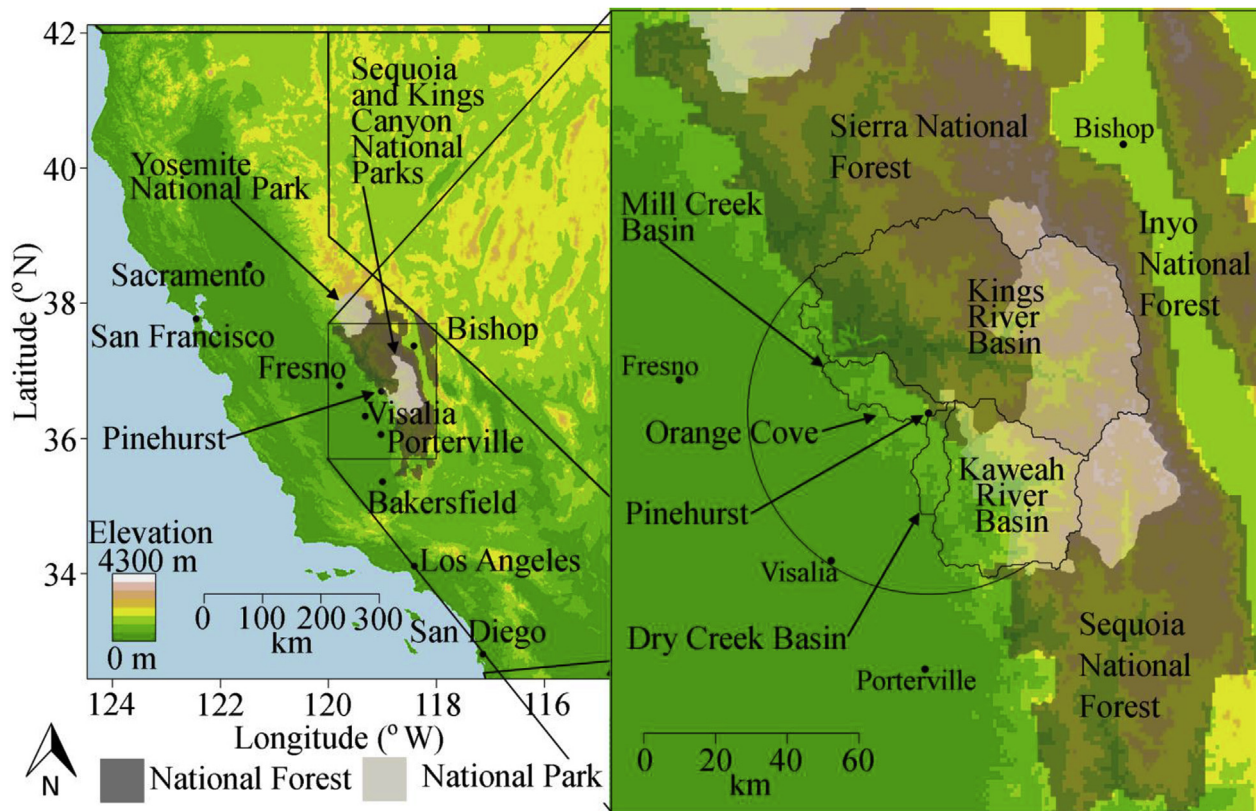 42
40
38
36
34
Latitude (°N)
Sequoia
and Kings
Canyon
National
Parks
Yosemite
National Park
Sacramento
San Francisco
Bishop
Fresno
Visalia
Pinehurst
Porterville
Bakersfield
Elevation
4300 m
0 m
Los Angeles
0 100 200 300
km
San Diego
124 122 120 118 116
Longitude (° W)
N
National Forest
National Park
Sierra National
Forest
Bishop
Mill Creek
Basin
Inyo
National
Forest
Kings
River
Basin
Fresno
Orange Cove
Kaweah
River
Basin
Pinehurst
Visalia
Dry Creek Basin
Sequoia
National
Forest
Porterville
0 20 40 60
km